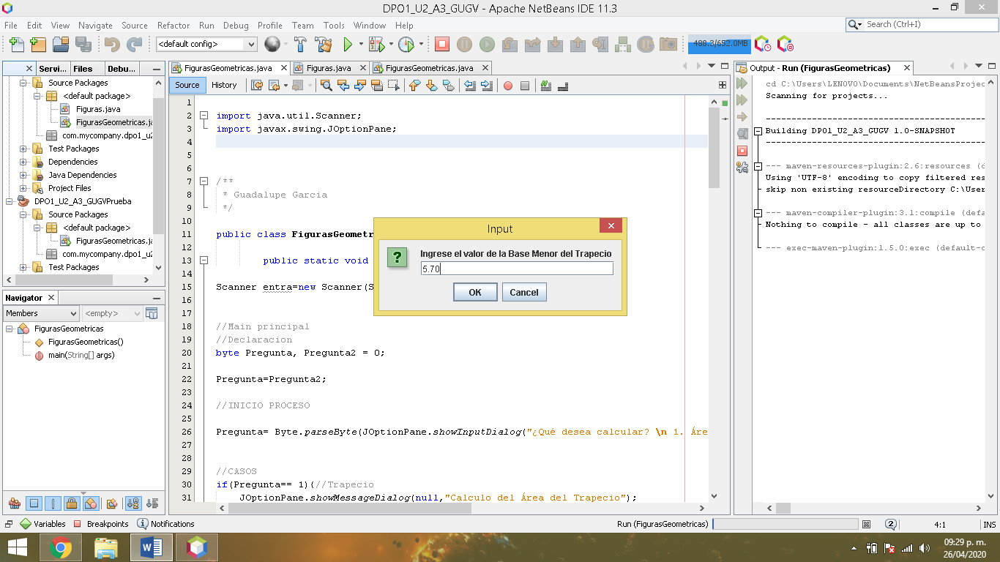 DPO1_U2_A3_GUGV - Apache NetBeans IDE 11.3
File Edit View Navigate Source Refactor Run Debug Profile Team Tools Window Help
Search (Ctrl+I)
<default config>
488.3/652.0MB
Servi... Files Debu...
Source Packages
<default package>
Figuras.java
FigurasGeometricas.ja
com.mycompany.dpo1_u2
Test Packages
Dependencies
Java Dependencies
Project Files
DPO1_U2_A3_GUGVPrueba
Source Packages
<default package>
FigurasGeometricas.j
com.mycompany.dpo1_u2
Test Packages
Navigator
Members
<empty>
FigurasGeometricas
FigurasGeometricas()
main(String[] args)
FigurasGeometricas.java Figuras.java FigurasGeometricas.java
Source History
1
2 import java.util.Scanner;
3 import javax.swing.JOptionPane;
4
5
6
7 /**
8 * Guadalupe Garcia
9 */
10
11 public class FigurasGeometr
12
13 public static void
14
15 Scanner entra=new Scanner(S
16
17
18 //Main principal
19 //Declaracion
20 byte Pregunta, Pregunta2 = 0;
21
22 Pregunta=Pregunta2;
23
24 //INICIO PROCESO
25
26 Pregunta= Byte.parseByte(JOptionPane.showInputDialog("¿Qué desea calcular? \n 1. Áre
27
28
29 //CASOS
30 if(Pregunta== 1){//Trapecio
31 JOptionPane.showMessageDialog(null,"Calculo del Área del Trapecio");
Input
Ingrese el valor de la Base Menor del Trapecio
5.70
OK Cancel
Output - Run (FigurasGeometricas)
cd C:\Users\LENOVO\Documents\NetBeansProjec
Scanning for projects...
--------------------------------------------
Building DPO1_U2_A3_GUGV 1.0-SNAPSHOT
--------------------------------------------
--- maven-resources-plugin:2.6:resources (d
Using 'UTF-8' encoding to copy filtered res
skip non existing resourceDirectory C:\User
--- maven-compiler-plugin:3.1:compile (defa
Nothing to compile - all classes are up to
--- exec-maven-plugin:1.5.0:exec (default-c
Variables Breakpoints Notifications
Run (FigurasGeometricas)
2
4:1
INS
09:29 p. m.
26/04/2020